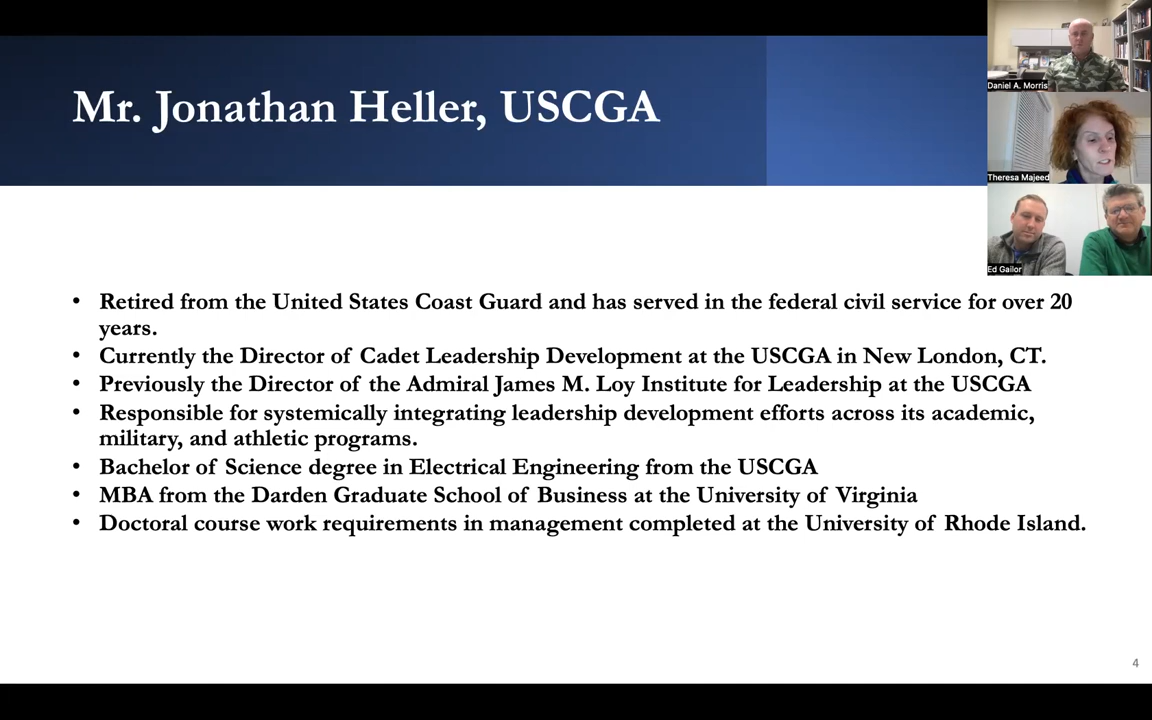 Mr. Jonathan Heller, USCGA
Daniel A. Morris
Theresa Majeed
Ed Gailor
• Retired from the United States Coast Guard and has served in the federal civil service for over 20
years.
• Currently the Director of Cadet Leadership Development at the USCGA in New London, CT.
• Previously the Director of the Admiral James M. Loy Institute for Leadership at the USCGA
• Responsible for systemically integrating leadership development efforts across its academic,
military, and athletic programs.
• Bachelor of Science degree in Electrical Engineering from the USCGA
• MBA from the Darden Graduate School of Business at the University of Virginia
• Doctoral course work requirements in management completed at the University of Rhode Island.
4